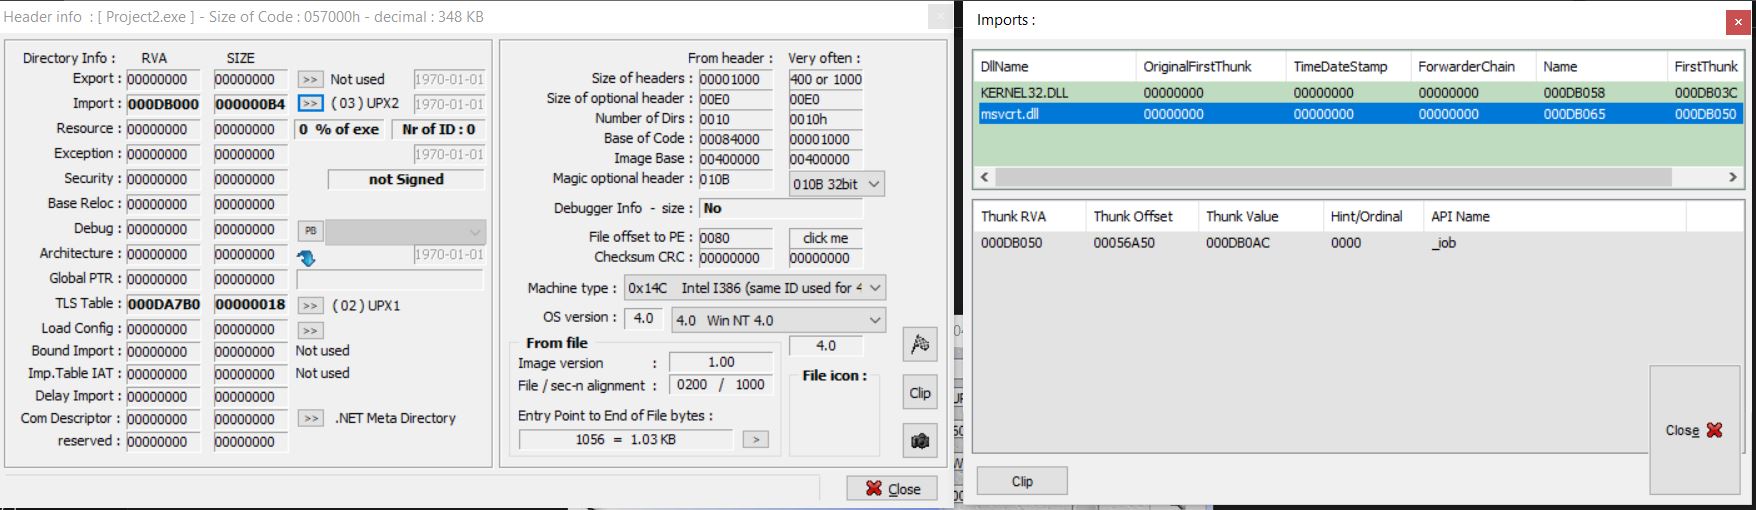 Header info : [ Project2.exe ] - Size of Code : 057000h - decimal : 348 KB
Directory Info : RVA SIZE
Export : 00000000 00000000 >> Not used 1970-01-01
Import : 000DB000 000000B4 >> ( 03 ) UPX2 1970-01-01
Resource : 00000000 00000000 0 % of exe Nr of ID : 0
Exception : 00000000 00000000 1970-01-01
Security : 00000000 00000000 not Signed
Base Reloc : 00000000 00000000
Debug : 00000000 00000000 PB
Architecture : 00000000 00000000 1970-01-01
Global PTR : 00000000 00000000
TLS Table : 000DA7B0 00000018 >> ( 02 ) UPX1
Load Config : 00000000 00000000 >>
Bound Import : 00000000 00000000 Not used
Imp.Table IAT : 00000000 00000000 Not used
Delay Import : 00000000 00000000
Com Descriptor : 00000000 00000000 >> .NET Meta Directory
reserved : 00000000 00000000
From header : Very often :
Size of headers : 00001000 400 or 1000
Size of optional header : 00E0 00E0
Number of Dirs : 0010 0010h
Base of Code : 00084000 00001000
Image Base : 00400000 00400000
Magic optional header : 010B 010B 32bit
Debugger Info - size : No
File offset to PE : 0080 click me
Checksum CRC : 00000000 00000000
Machine type : 0x14C Intel I386 (same ID used for 4
OS version : 4.0 4.0 Win NT 4.0
4.0
From file
Image version : 1.00
File / sec-n alignment : 0200 / 1000
Entry Point to End of File bytes :
1056 = 1.03 KB >
File icon :
Clip
Close
Imports :
DllName OriginalFirstThunk TimeDateStamp ForwarderChain Name FirstThunk
KERNEL32.DLL 00000000 00000000 00000000 000DB058 000DB03C
msvcrt.dll 00000000 00000000 00000000 000DB065 000DB050
Thunk RVA Thunk Offset Thunk Value Hint/Ordinal API Name
000DB050 00056A50 000DB0AC 0000 _iob
Close
Clip